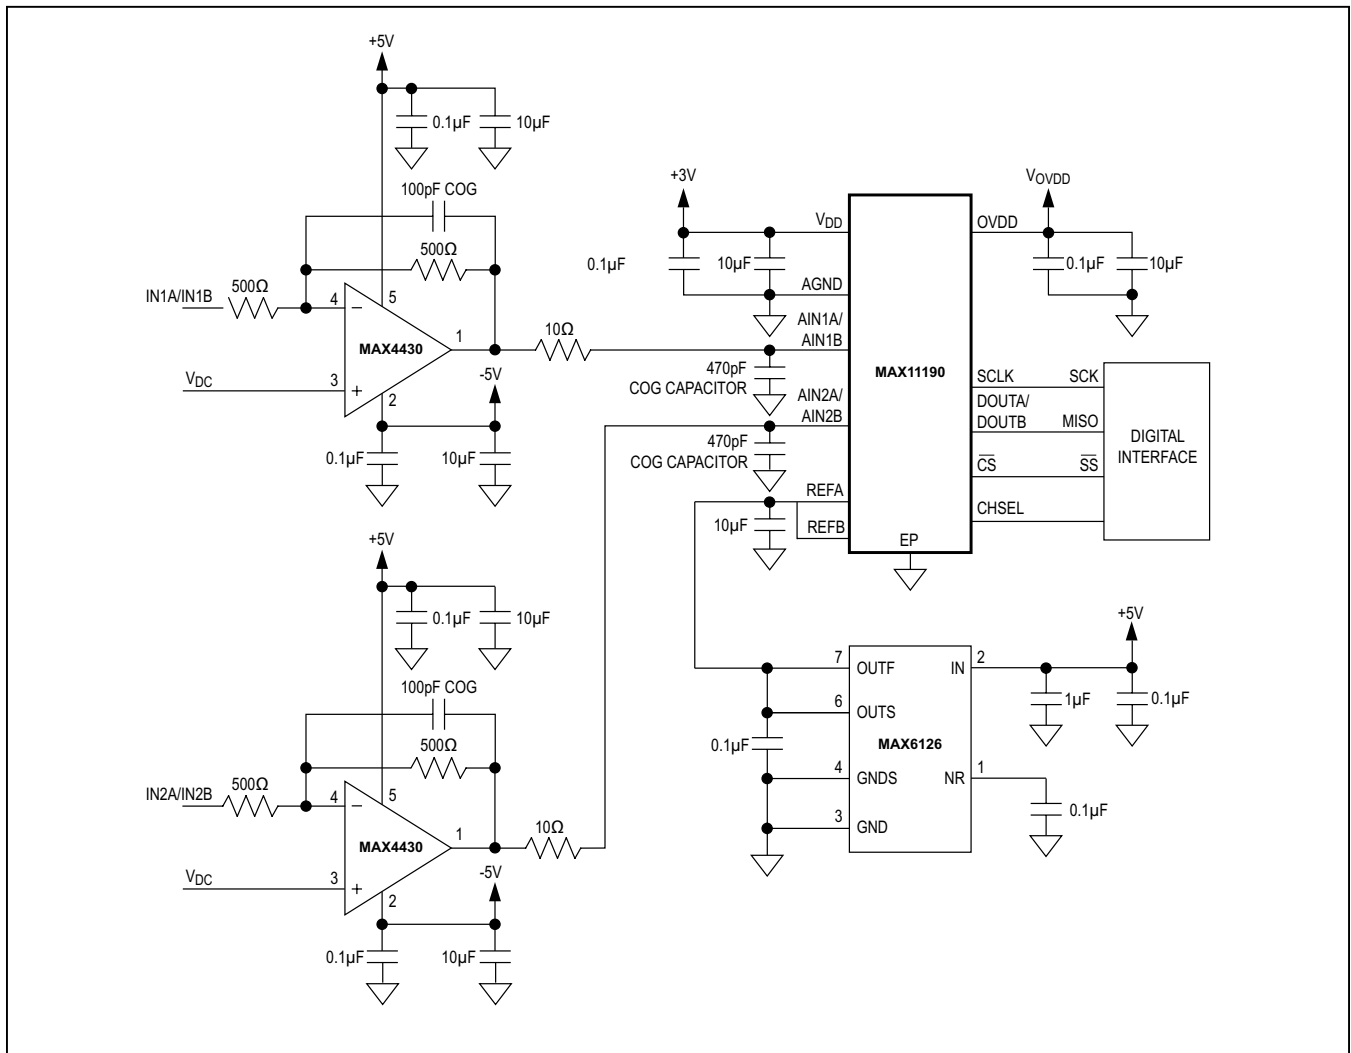 +5V
0.1µF
10µF
100pF COG
500Ω
IN1A/IN1B
500Ω
4
−
5
MAX4430
1
10Ω
VDC
3
+
2
-5V
0.1µF
10µF
+3V
VDD
0.1µF
10µF
AGND
AIN1A/
AIN1B
470pF
COG CAPACITOR
AIN2A/
AIN2B
470pF
COG CAPACITOR
REFA
10µF
REFB
MAX11190
EP
VOVDD
OVDD
0.1µF
10µF
SCLK
SCK
DOUTA/
DOUTB
MISO
CS
SS
CHSEL
DIGITAL
INTERFACE
+5V
0.1µF
10µF
100pF COG
500Ω
IN2A/IN2B
500Ω
4
−
5
MAX4430
1
10Ω
VDC
3
+
2
-5V
0.1µF
10µF
+5V
7
OUTF
IN
2
1µF
0.1µF
6
OUTS
0.1µF
MAX6126
4
GNDS
NR
1
0.1µF
3
GND